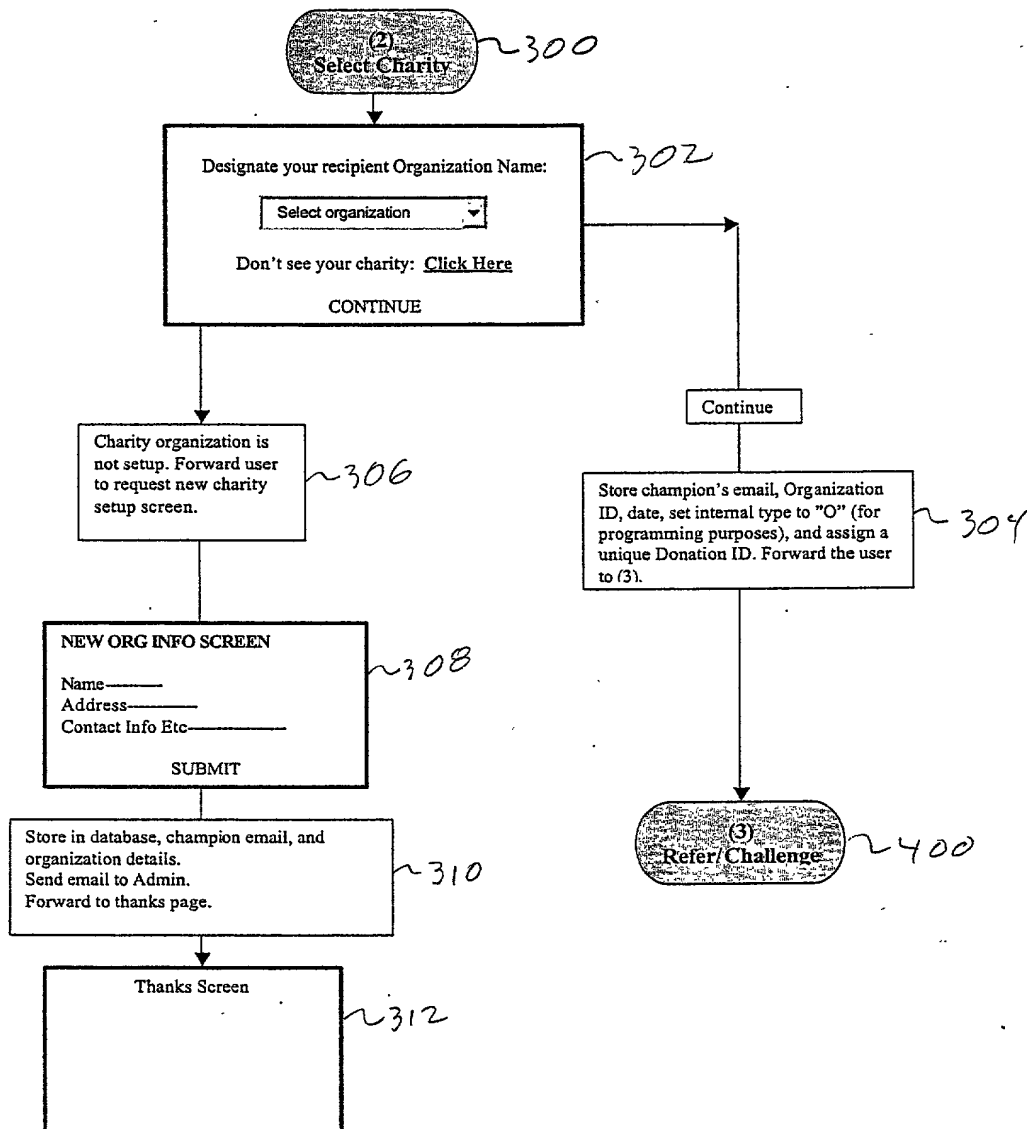 (2)
Select Charity
300
Designate your recipient Organization Name:
302
Select organization
Don't see your charity: Click Here
CONTINUE
Continue
Charity organization is
not setup. Forward user
to request new charity
setup screen.
306
Store champion's email, Organization
ID, date, set internal type to "O" (for
programming purposes), and assign a
unique Donation ID. Forward the user
to (3).
304
NEW ORG INFO SCREEN
Name
Address
Contact Info Etc
SUBMIT
308
Store in database, champion email, and
organization details.
Send email to Admin.
Forward to thanks page.
310
(3)
Refer/Challenge
400
Thanks Screen
312